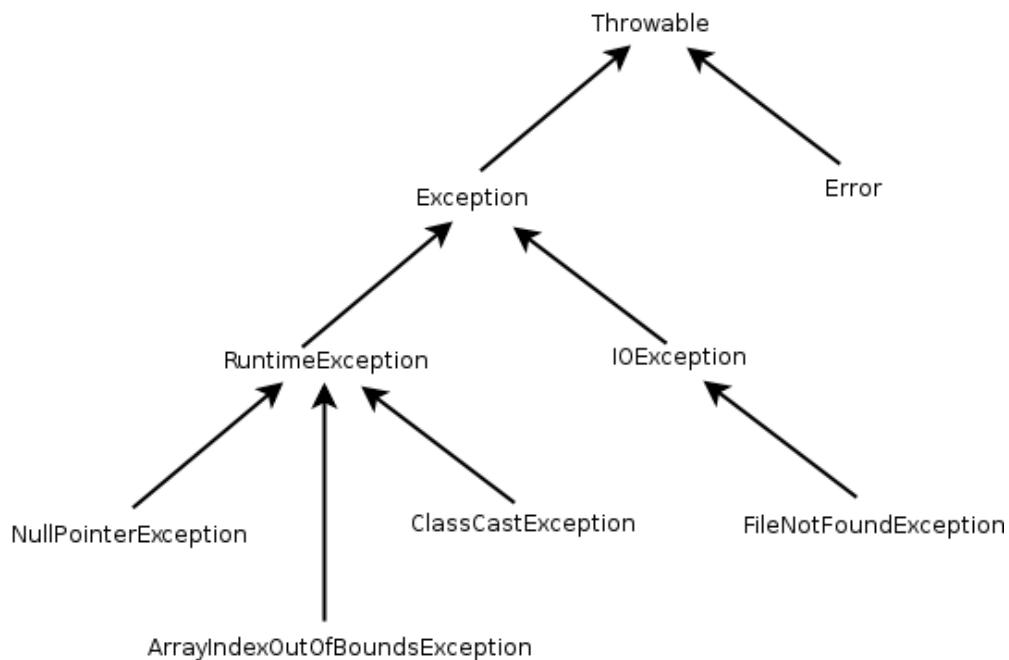 Throwable
Exception
Error
RuntimeException
IOException
NullPointerException
ClassCastException
FileNotFoundException
ArrayIndexOutOfBoundsException